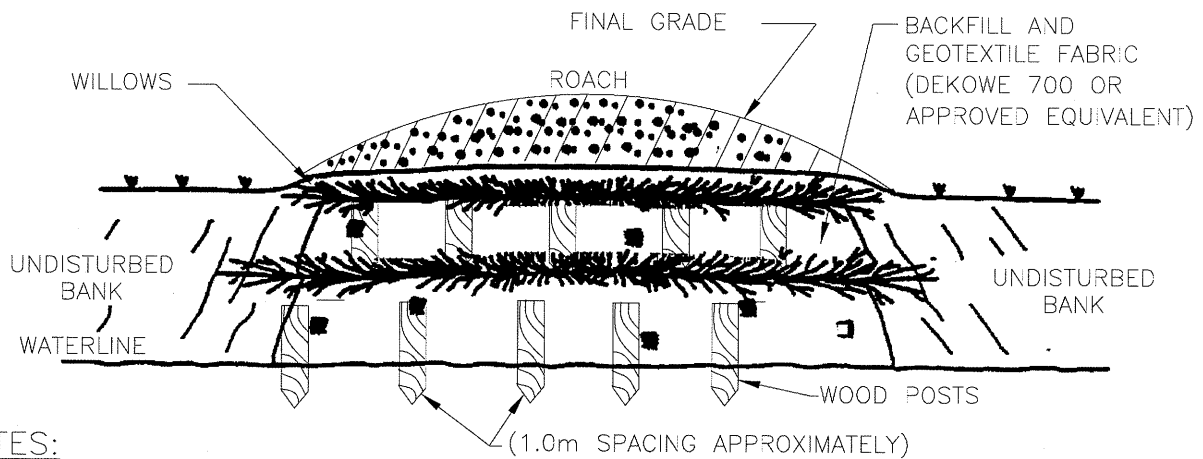 FINAL GRADE
BACKFILL AND
GEOTEXTILE FABRIC
(DEKOWE 700 OR
APPROVED EQUIVALENT)
WILLOWS
ROACH
UNDISTURBED
BANK
UNDISTURBED
BANK
WATERLINE
WOOD POSTS
(1.0m SPACING APPROXIMATELY)
TES: